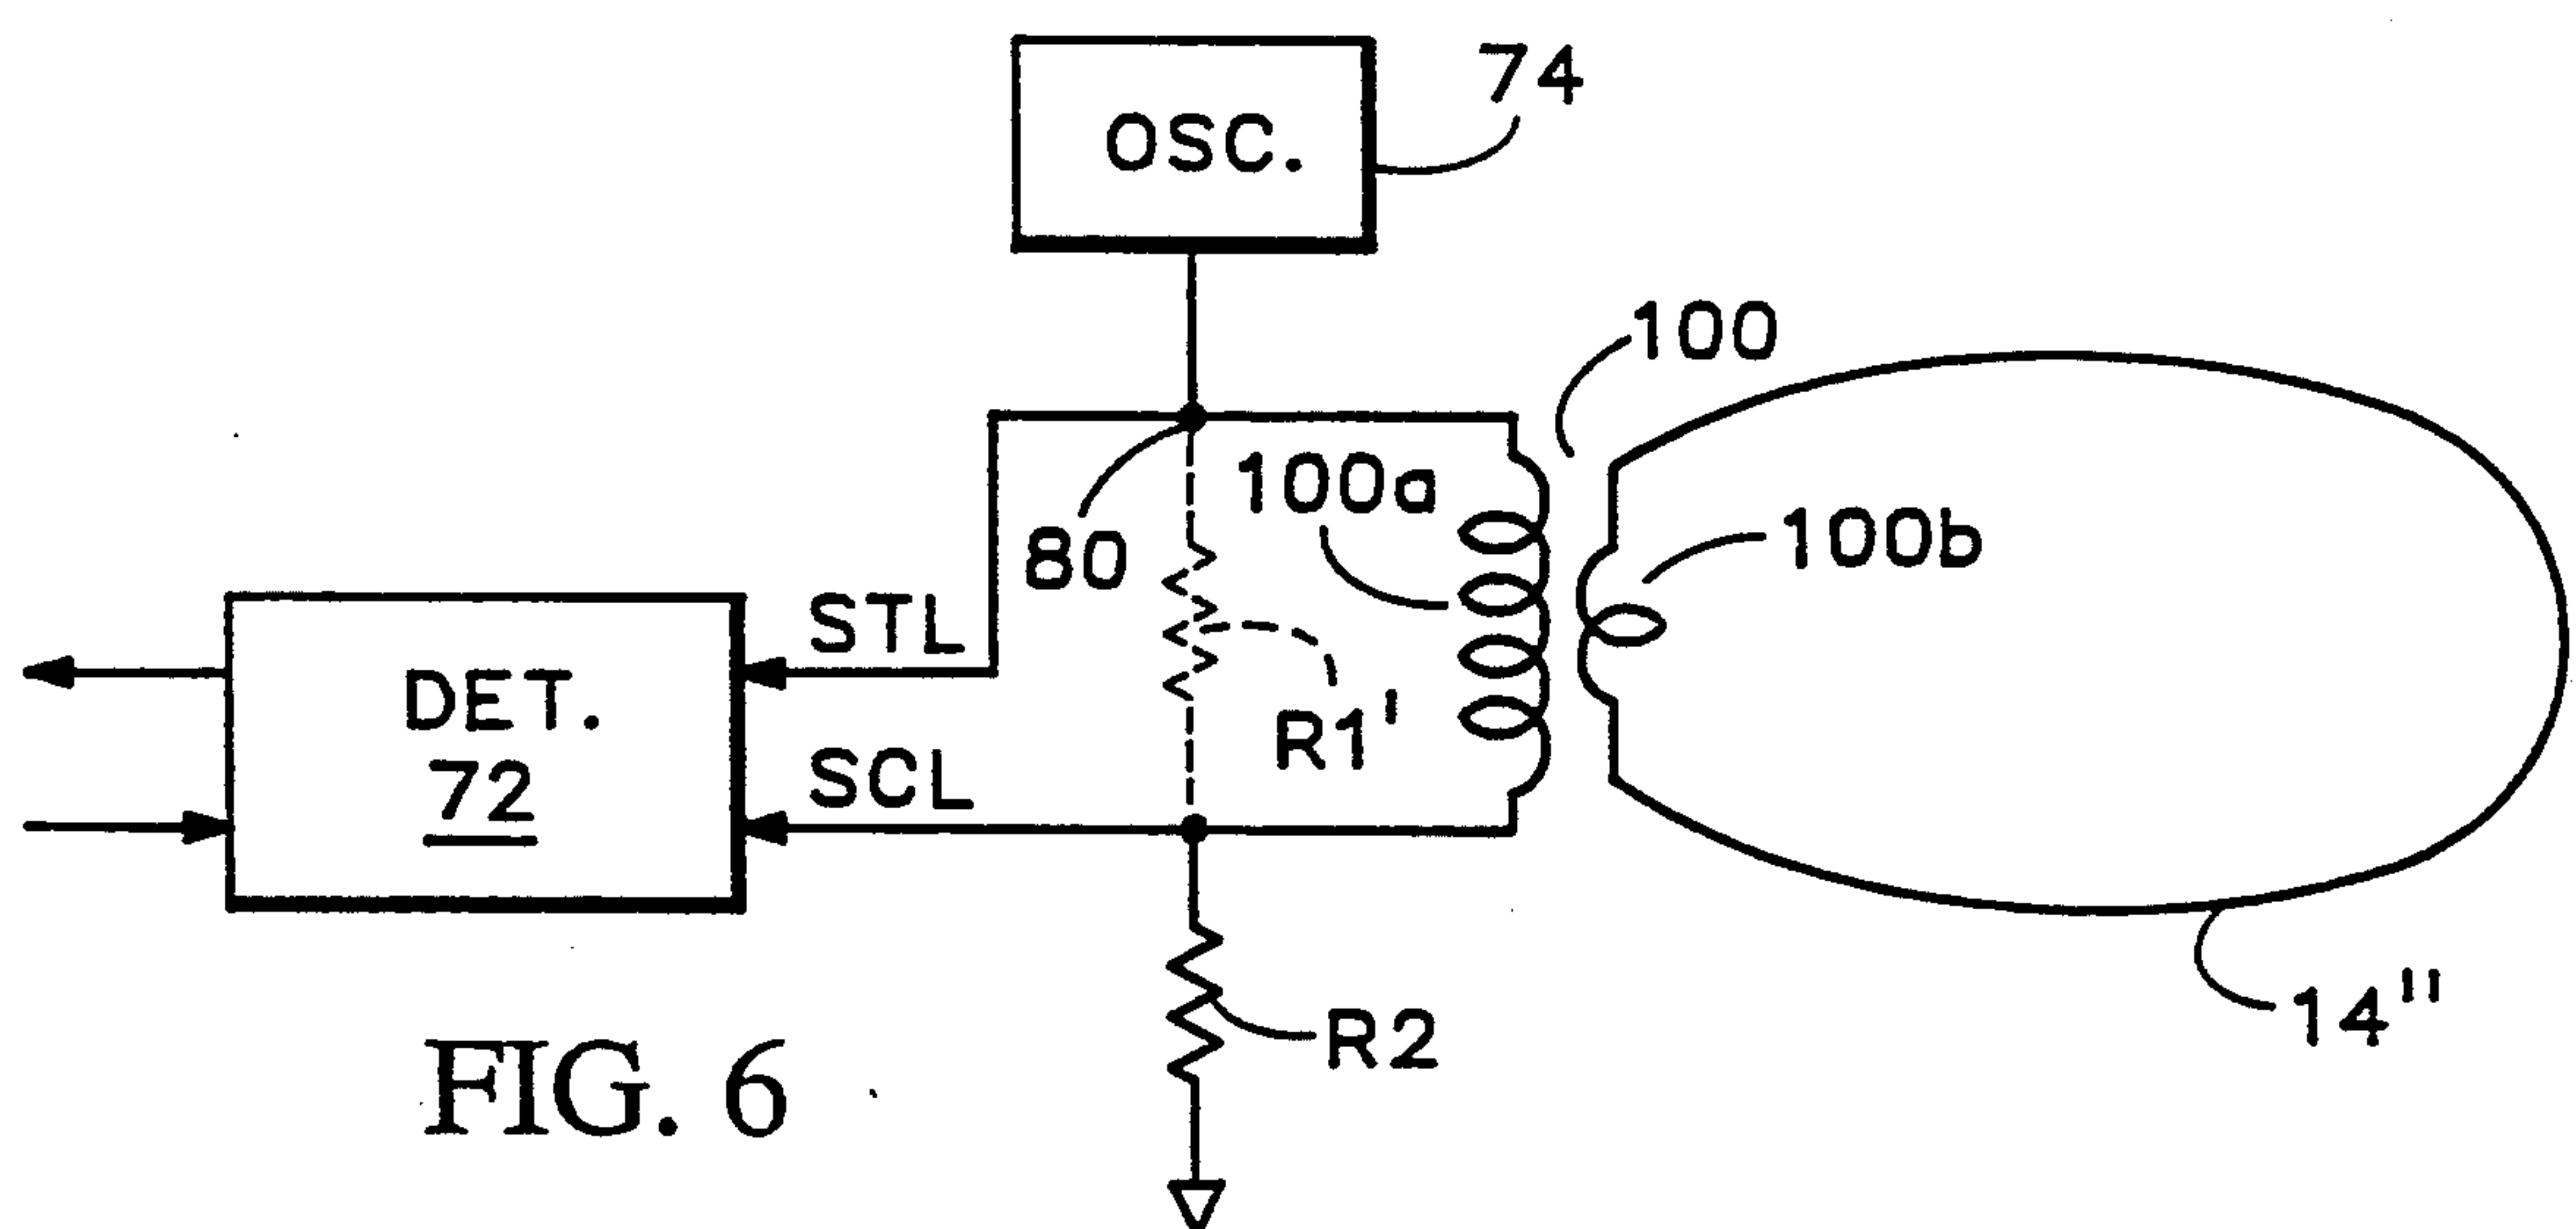 74
OSC.
100
100a
100b
80
STL
DET.
72
R1'
SCL
14"
R2
FIG. 6